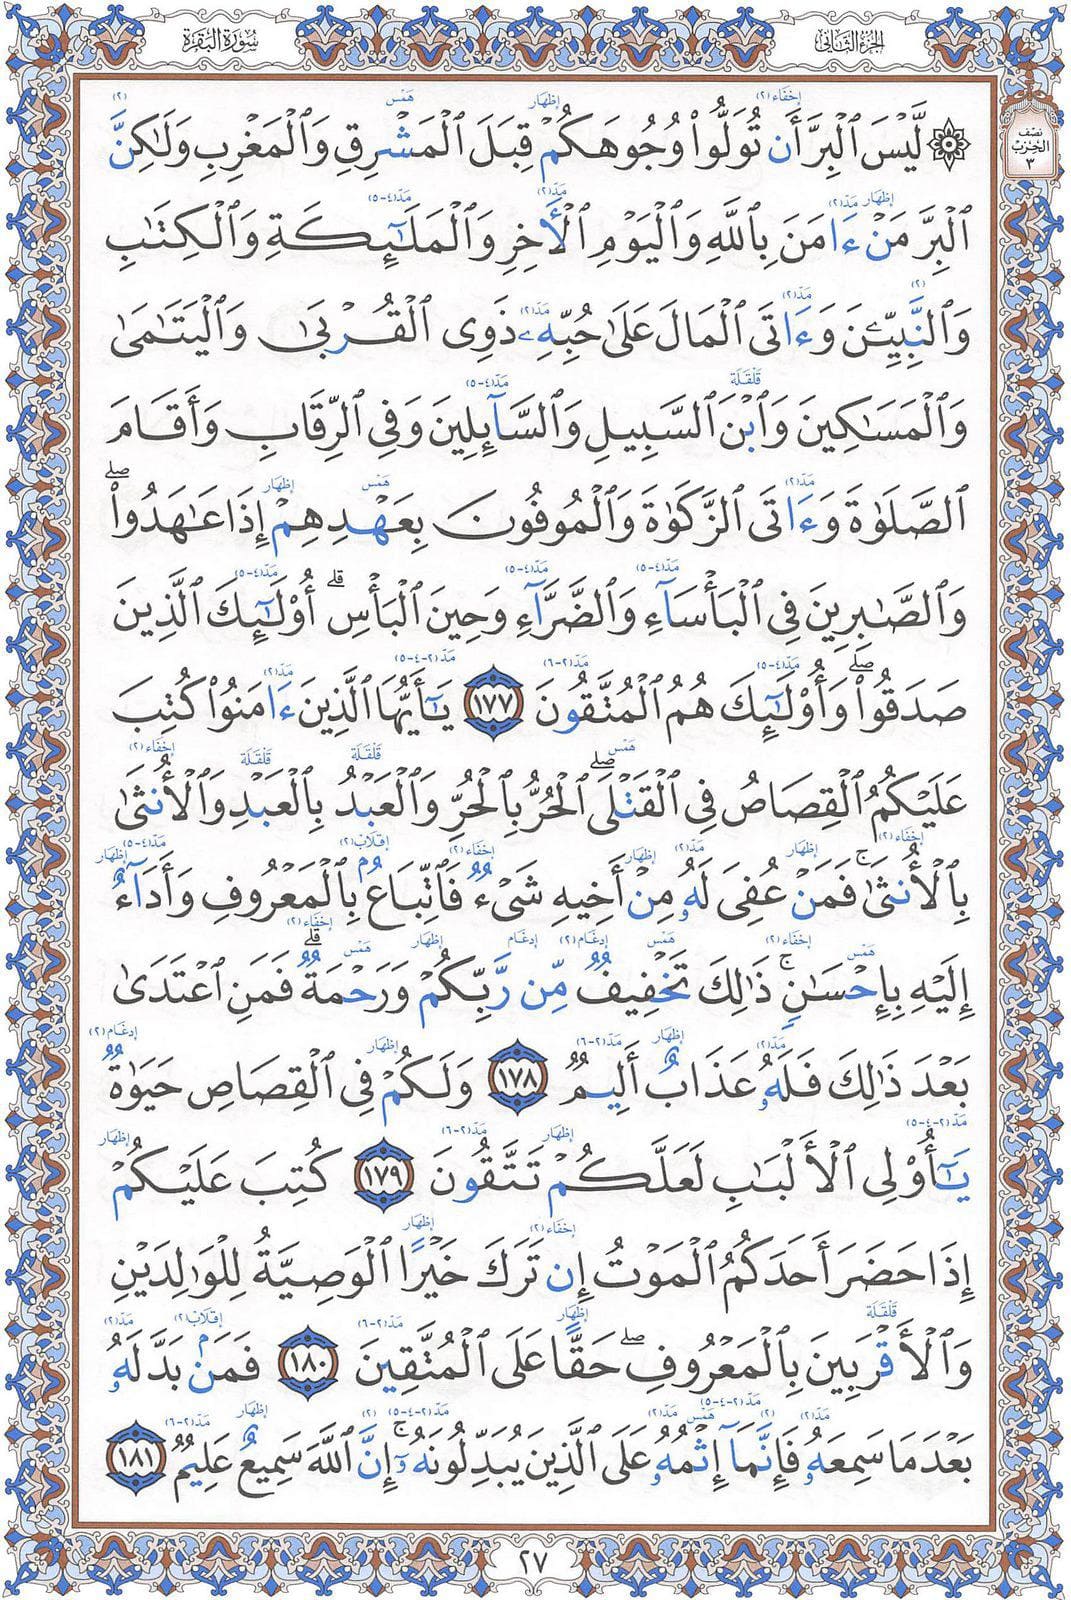 الجزء الثاني
سورة البقرة
نصف
الحزب
٣
۞ لَّيۡسَ ٱلۡبِرَّ أَن تُوَلُّواْ وُجُوهَكُمۡ قِبَلَ ٱلۡمَشۡرِقِ وَٱلۡمَغۡرِبِ وَلَٰكِنَّ
ٱلۡبِرَّ مَنۡ ءَامَنَ بِٱللَّهِ وَٱلۡيَوۡمِ ٱلۡأٓخِرِ وَٱلۡمَلَٰٓئِكَةِ وَٱلۡكِتَٰبِ
وَٱلنَّبِيِّـۧنَ وَءَاتَى ٱلۡمَالَ عَلَىٰ حُبِّهِۦ ذَوِي ٱلۡقُرۡبَىٰ وَٱلۡيَتَٰمَىٰ
وَٱلۡمَسَٰكِينَ وَٱبۡنَ ٱلسَّبِيلِ وَٱلسَّآئِلِينَ وَفِي ٱلرِّقَابِ وَأَقَامَ
ٱلصَّلَوٰةَ وَءَاتَى ٱلزَّكَوٰةَ وَٱلۡمُوفُونَ بِعَهۡدِهِمۡ إِذَا عَٰهَدُواْۖ
وَٱلصَّٰبِرِينَ فِي ٱلۡبَأۡسَآءِ وَٱلضَّرَّآءِ وَحِينَ ٱلۡبَأۡسِۗ أُوْلَٰٓئِكَ ٱلَّذِينَ
صَدَقُواْۖ وَأُوْلَٰٓئِكَ هُمُ ٱلۡمُتَّقُونَ ١٧٧ يَٰٓأَيُّهَا ٱلَّذِينَ ءَامَنُواْ كُتِبَ
عَلَيۡكُمُ ٱلۡقِصَاصُ فِي ٱلۡقَتۡلَىۖ ٱلۡحُرُّ بِٱلۡحُرِّ وَٱلۡعَبۡدُ بِٱلۡعَبۡدِ وَٱلۡأُنثَىٰ
بِٱلۡأُنثَىٰۚ فَمَنۡ عُفِيَ لَهُۥ مِنۡ أَخِيهِ شَيۡءٞ فَٱتِّبَاعُۢ بِٱلۡمَعۡرُوفِ وَأَدَآءٌ
إِلَيۡهِ بِإِحۡسَٰنٖۗ ذَٰلِكَ تَخۡفِيفٞ مِّن رَّبِّكُمۡ وَرَحۡمَةٞۗ فَمَنِ ٱعۡتَدَىٰ
بَعۡدَ ذَٰلِكَ فَلَهُۥ عَذَابٌ أَلِيمٞ ١٧٨ وَلَكُمۡ فِي ٱلۡقِصَاصِ حَيَوٰةٞ
يَٰٓأُوْلِي ٱلۡأَلۡبَٰبِ لَعَلَّكُمۡ تَتَّقُونَ ١٧٩ كُتِبَ عَلَيۡكُمۡ
إِذَا حَضَرَ أَحَدَكُمُ ٱلۡمَوۡتُ إِن تَرَكَ خَيۡرًا ٱلۡوَصِيَّةُ لِلۡوَٰلِدَيۡنِ
وَٱلۡأَقۡرَبِينَ بِٱلۡمَعۡرُوفِۖ حَقًّا عَلَى ٱلۡمُتَّقِينَ ١٨٠ فَمَنۢ بَدَّلَهُۥ
بَعۡدَ مَا سَمِعَهُۥ فَإِنَّمَآ إِثۡمُهُۥ عَلَى ٱلَّذِينَ يُبَدِّلُونَهُۥٓۚ إِنَّ ٱللَّهَ سَمِيعٌ عَلِيمٞ ١٨١
٢٧